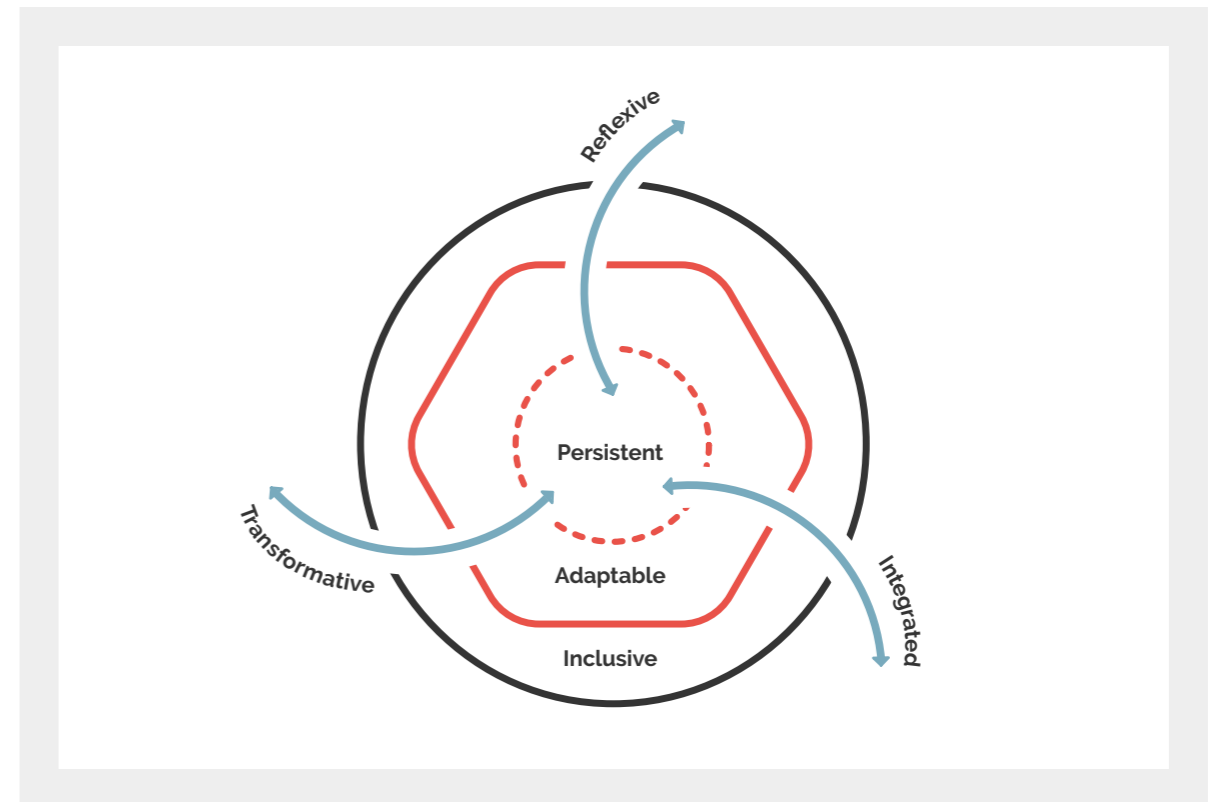 Reflexive
Persistent
Transformative
Adaptable
Integrated
Inclusive